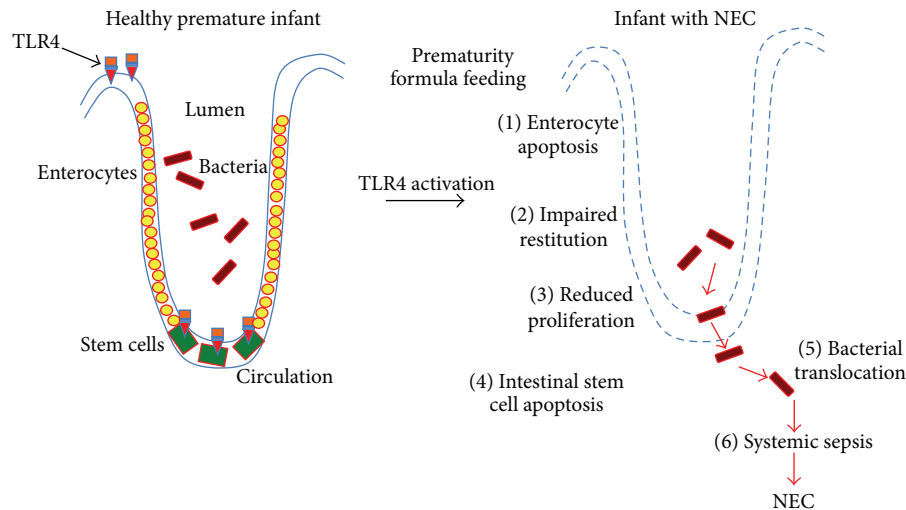 Healthy premature infant
TLR4
Lumen
Enterocytes
Bacteria
Stem cells
Circulation
Prematurity
formula feeding
TLR4 activation
Infant with NEC
(1) Enterocyte
apoptosis
(2) Impaired
restitution
(3) Reduced
proliferation
(4) Intestinal stem
cell apoptosis
(5) Bacterial
translocation
(6) Systemic sepsis
NEC